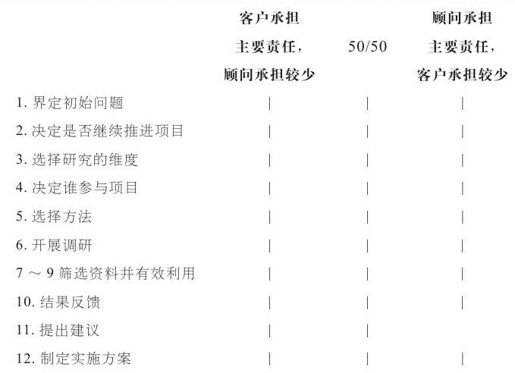 客户承担 顾问承担
主要责任， 50/50 主要责任，
顾问承担较少 客户承担较少
1. 界定初始问题 | | |
2. 决定是否继续推进项目 | | |
3. 选择研究的维度 | | |
4. 决定谁参与项目 | | |
5. 选择方法 | | |
6. 开展调研 | | |
7 ～ 9 筛选资料并有效利用 | | |
10. 结果反馈 | | |
11. 提出建议 | |
12. 制定实施方案 | | |